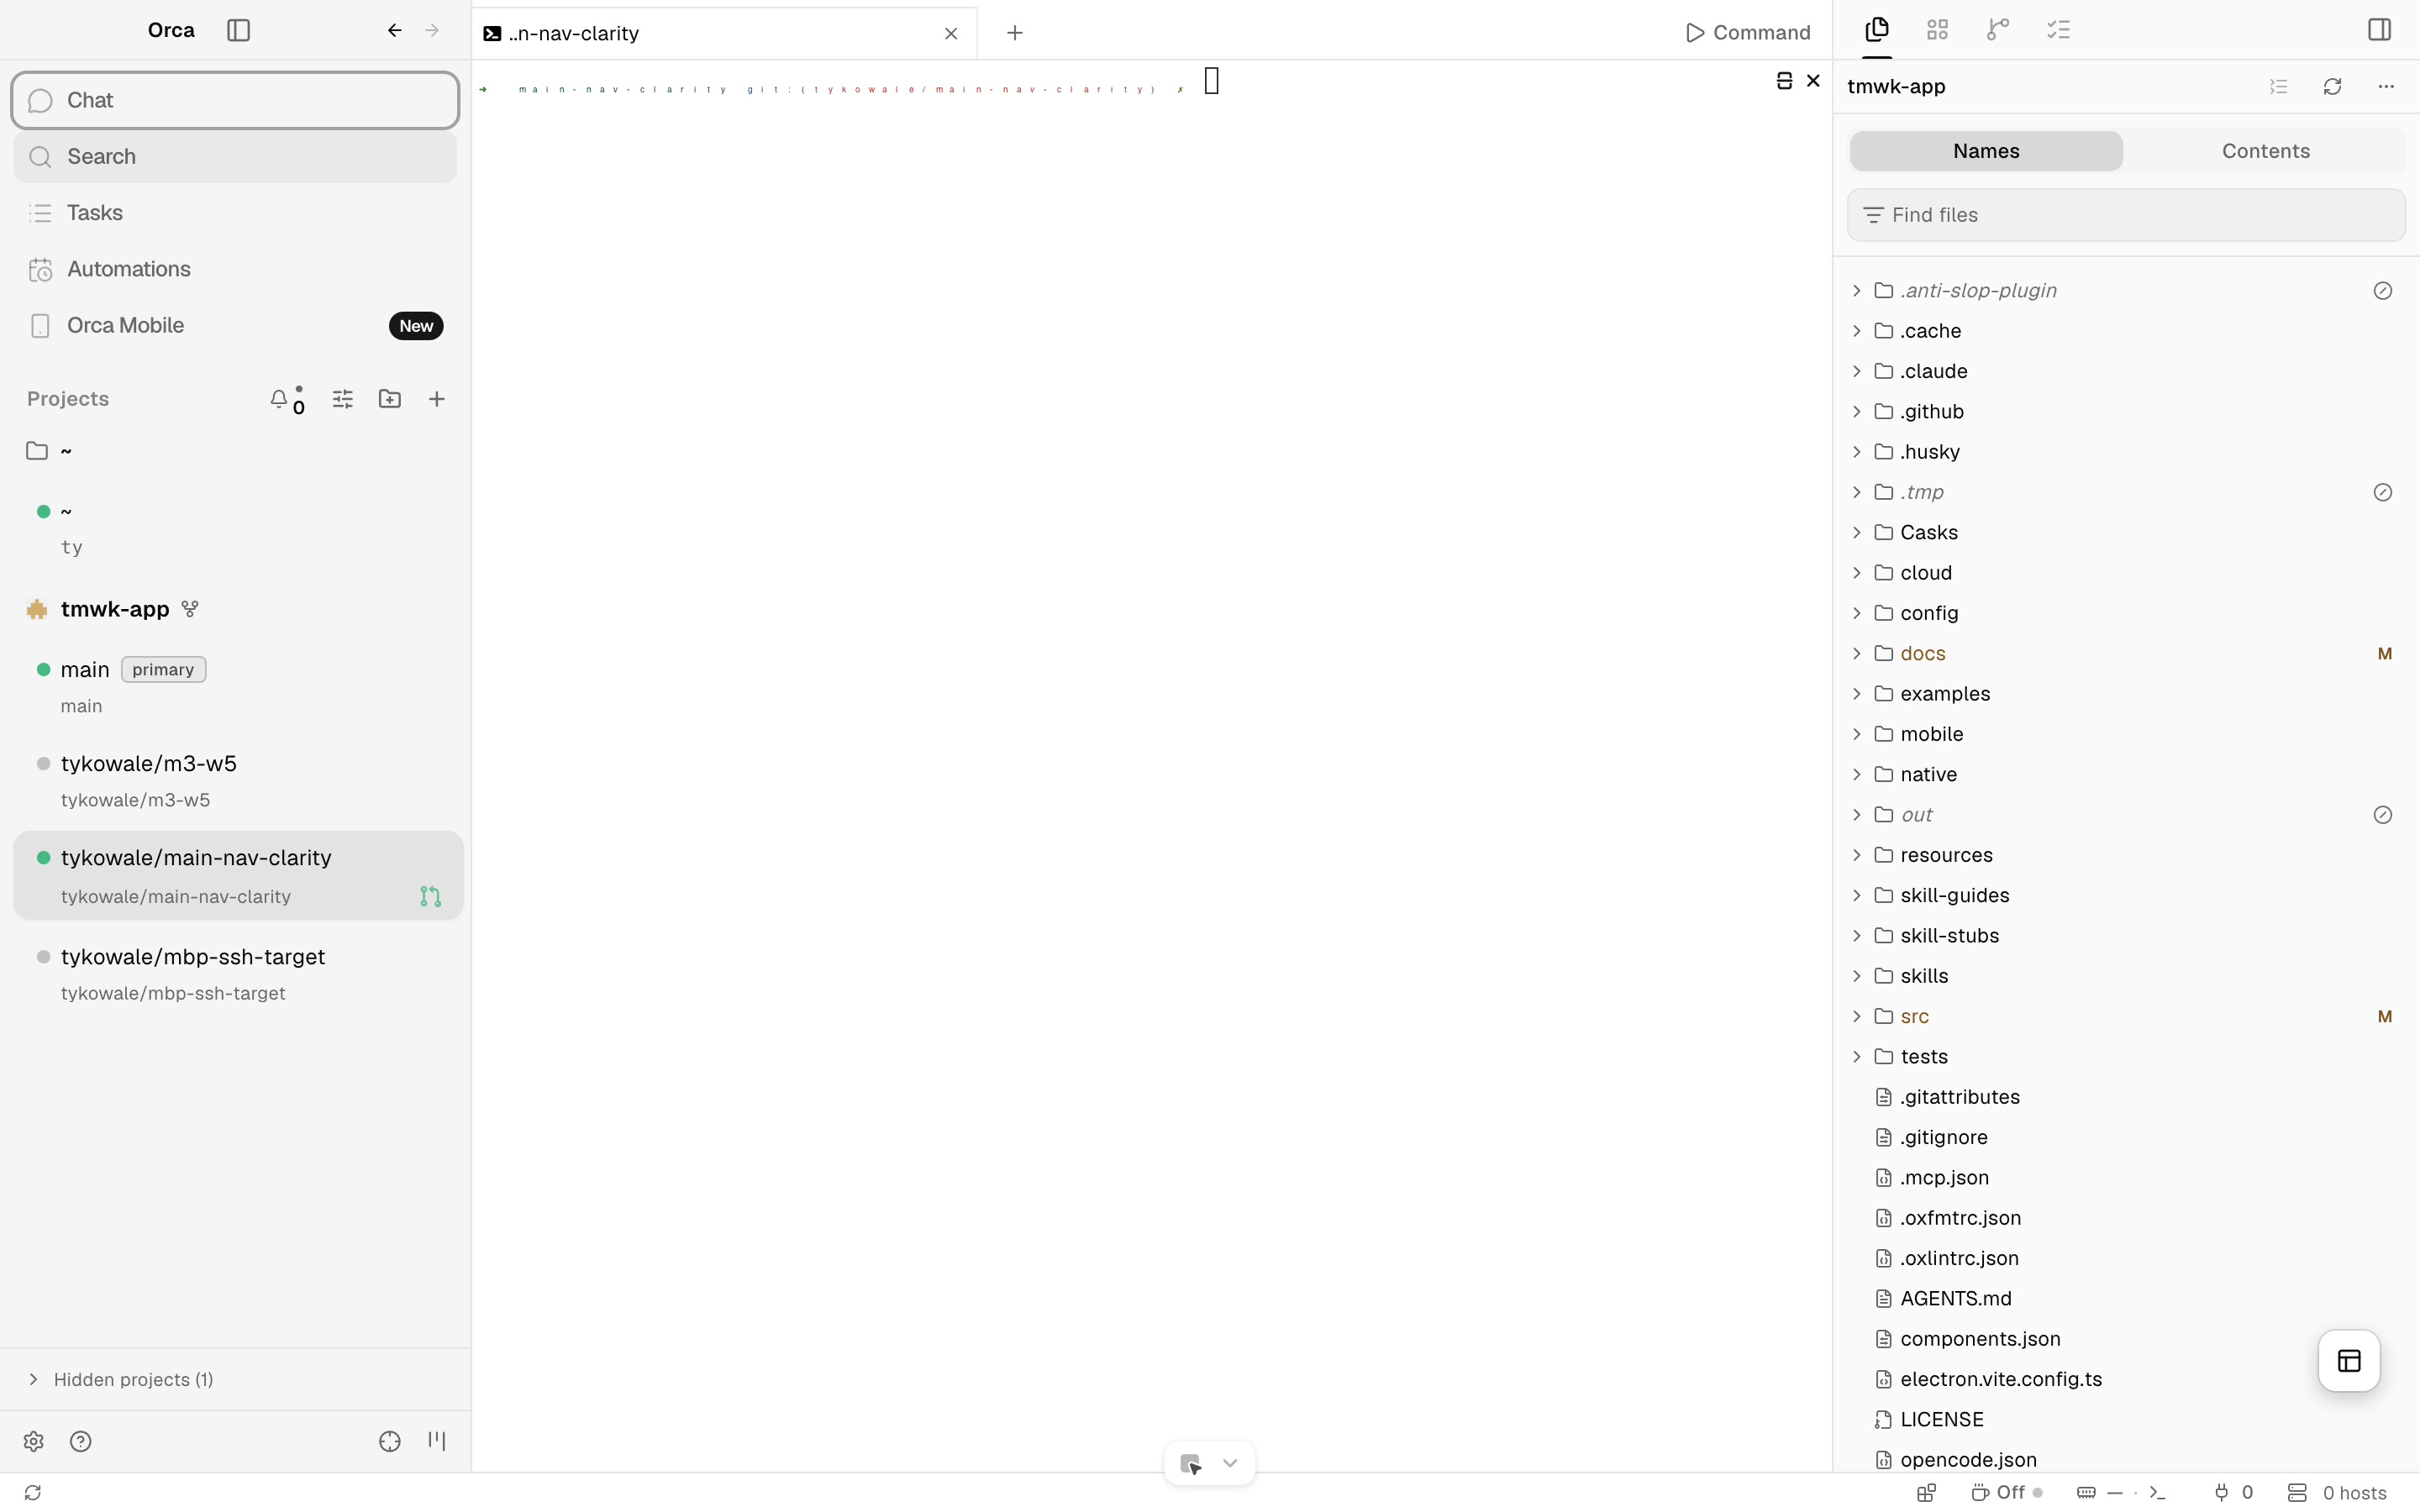 Orca
..n-nav-clarity
Command
Chat
Search
Tasks
Automations
Orca Mobile
New
Projects
0
~
~
ty
tmwk-app
main
primary
main
tykowale/m3-w5
tykowale/m3-w5
tykowale/main-nav-clarity
tykowale/main-nav-clarity
tykowale/mbp-ssh-target
tykowale/mbp-ssh-target
Hidden projects (1)
➜ main-nav-clarity git:(tykowale/main-nav-clarity) ✗
tmwk-app
Names
Contents
Find files
.anti-slop-plugin
.cache
.claude
.github
.husky
.tmp
Casks
cloud
config
docs M
examples
mobile
native
out
resources
skill-guides
skill-stubs
skills
src M
tests
.gitattributes
.gitignore
.mcp.json
.oxfmtrc.json
.oxlintrc.json
AGENTS.md
components.json
electron.vite.config.ts
LICENSE
opencode.json
Off
— ·
0
0 hosts